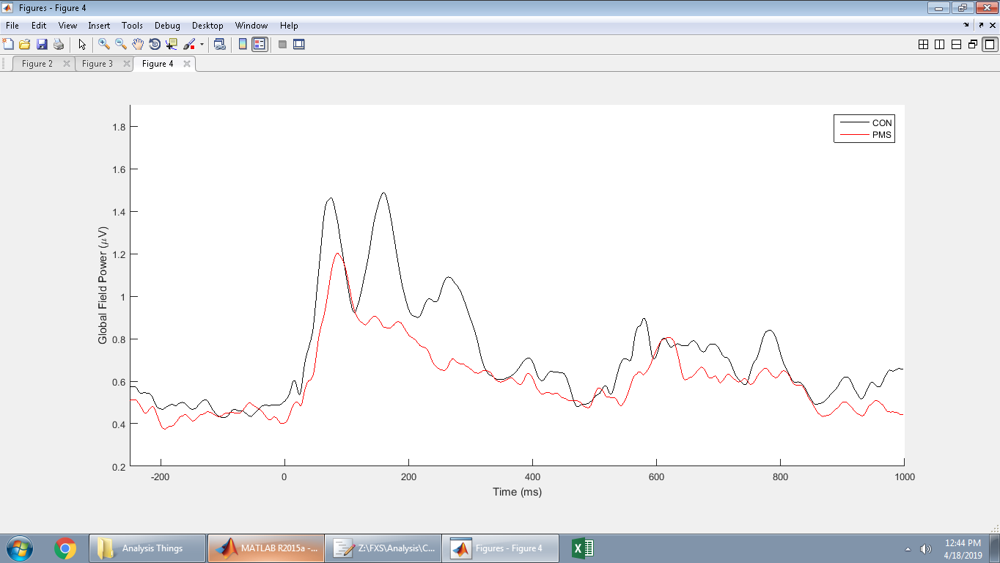 Figures - Figure 4
File Edit View Insert Tools Debug Desktop Window Help
Figure 2 Figure 3 Figure 4
CON
PMS
1.8
1.6
1.4
1.2
1
0.8
0.6
0.4
0.2
Global Field Power (μV)
-200 0 200 400 600 800 1000
Time (ms)
Analysis Things
MATLAB R2015a -...
Z:\FXS\Analysis\C...
Figures - Figure 4
12:44 PM
4/18/2019